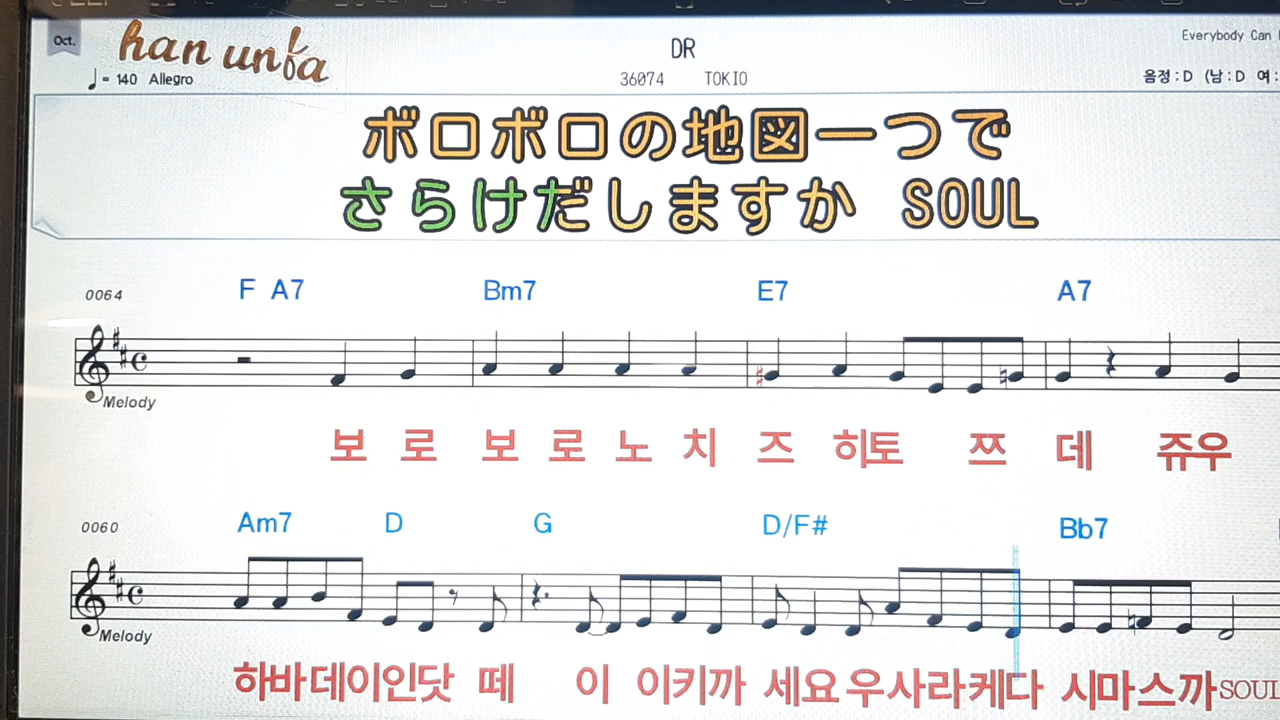 Oct.
han unfa
DR
Everybody Can
♩= 140 Allegro
36074 TOKIO
음정:D (남:D 여:
ボロボロの地図一つで
さらけだしますか SOUL
0064
F A7 Bm7 E7 A7
Melody
보 로 보 로 노 치 즈 히토 쯔 데 쥬우
0060
Am7 D G D/F# Bb7
Melody
하바데이인닷 떼 이 이키까 세요우사라케다 시마스까SOUL